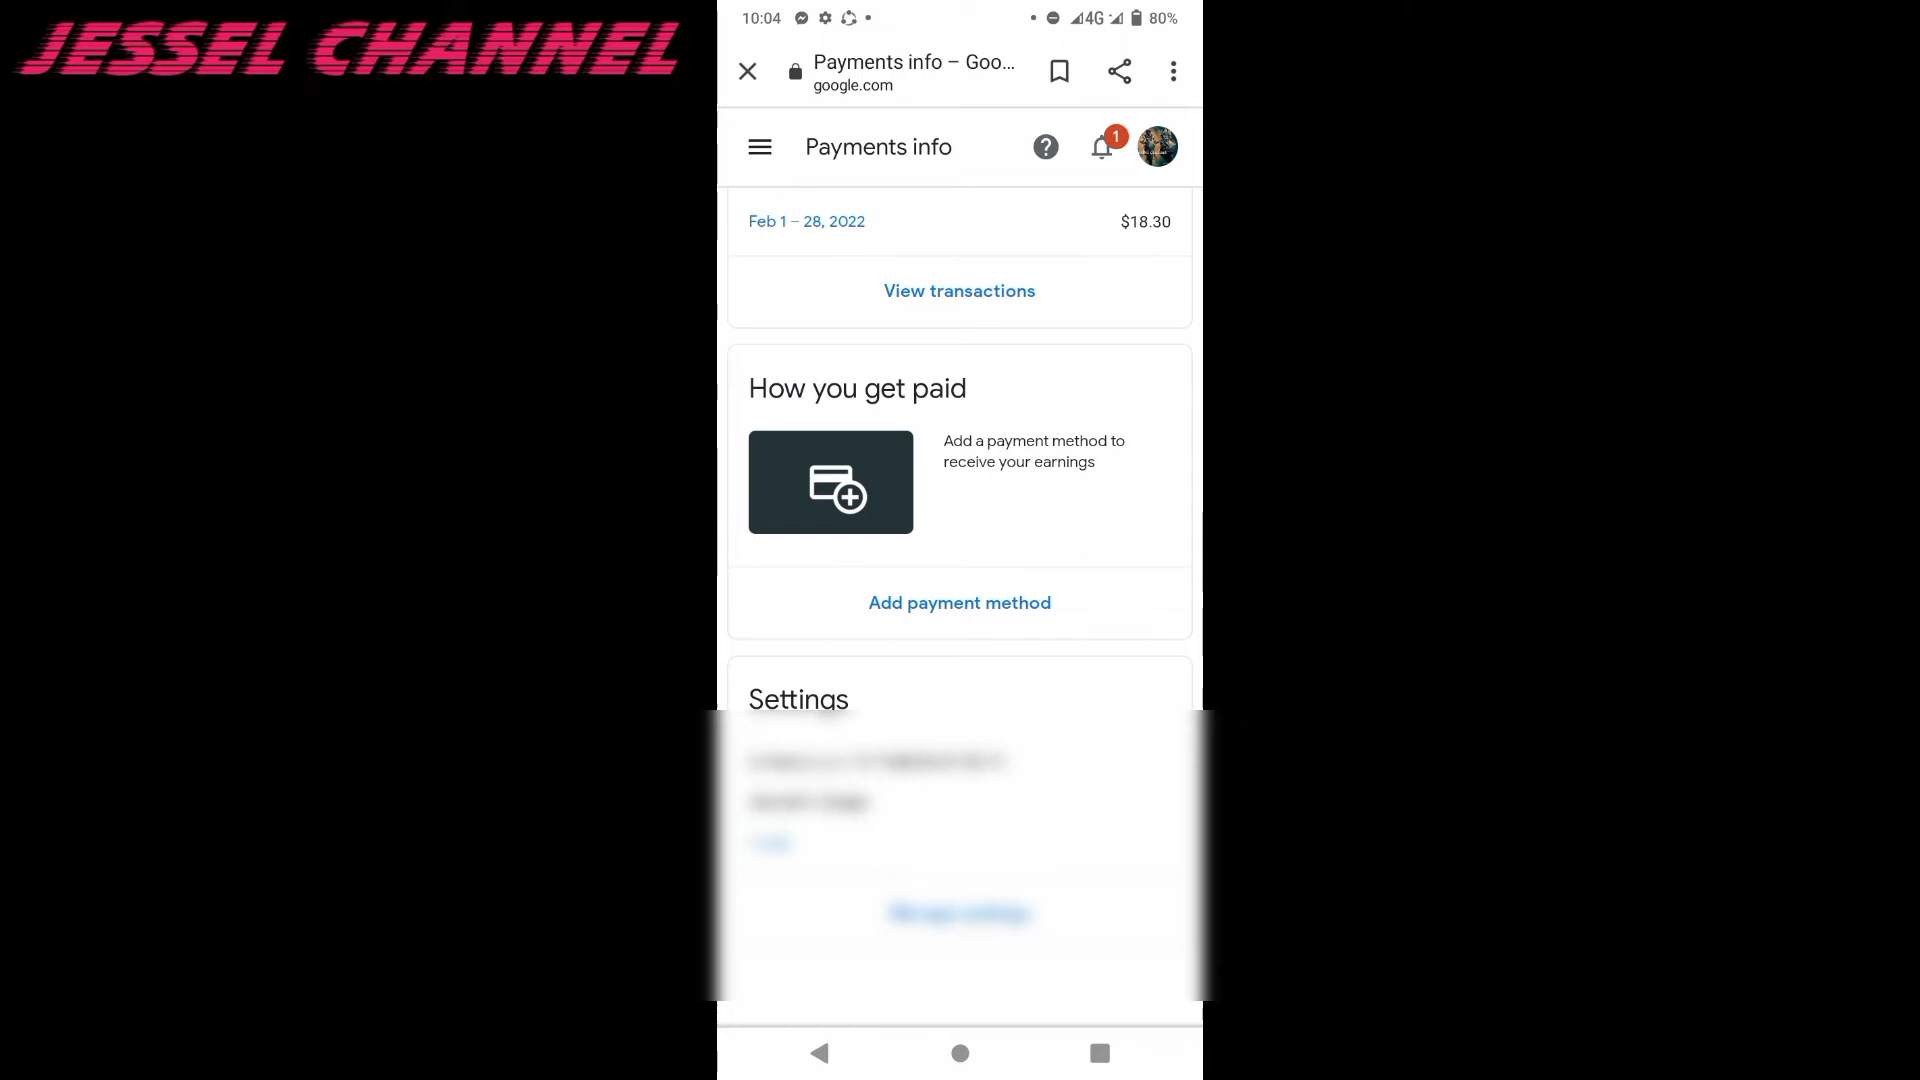 JESSEL CHANNEL
10:04
4G
80%
Payments info – Goo...
google.com
Payments info
1
Feb 1 – 28, 2022
$18.30
View transactions
How you get paid
Add a payment method to
receive your earnings
Add payment method
Settings